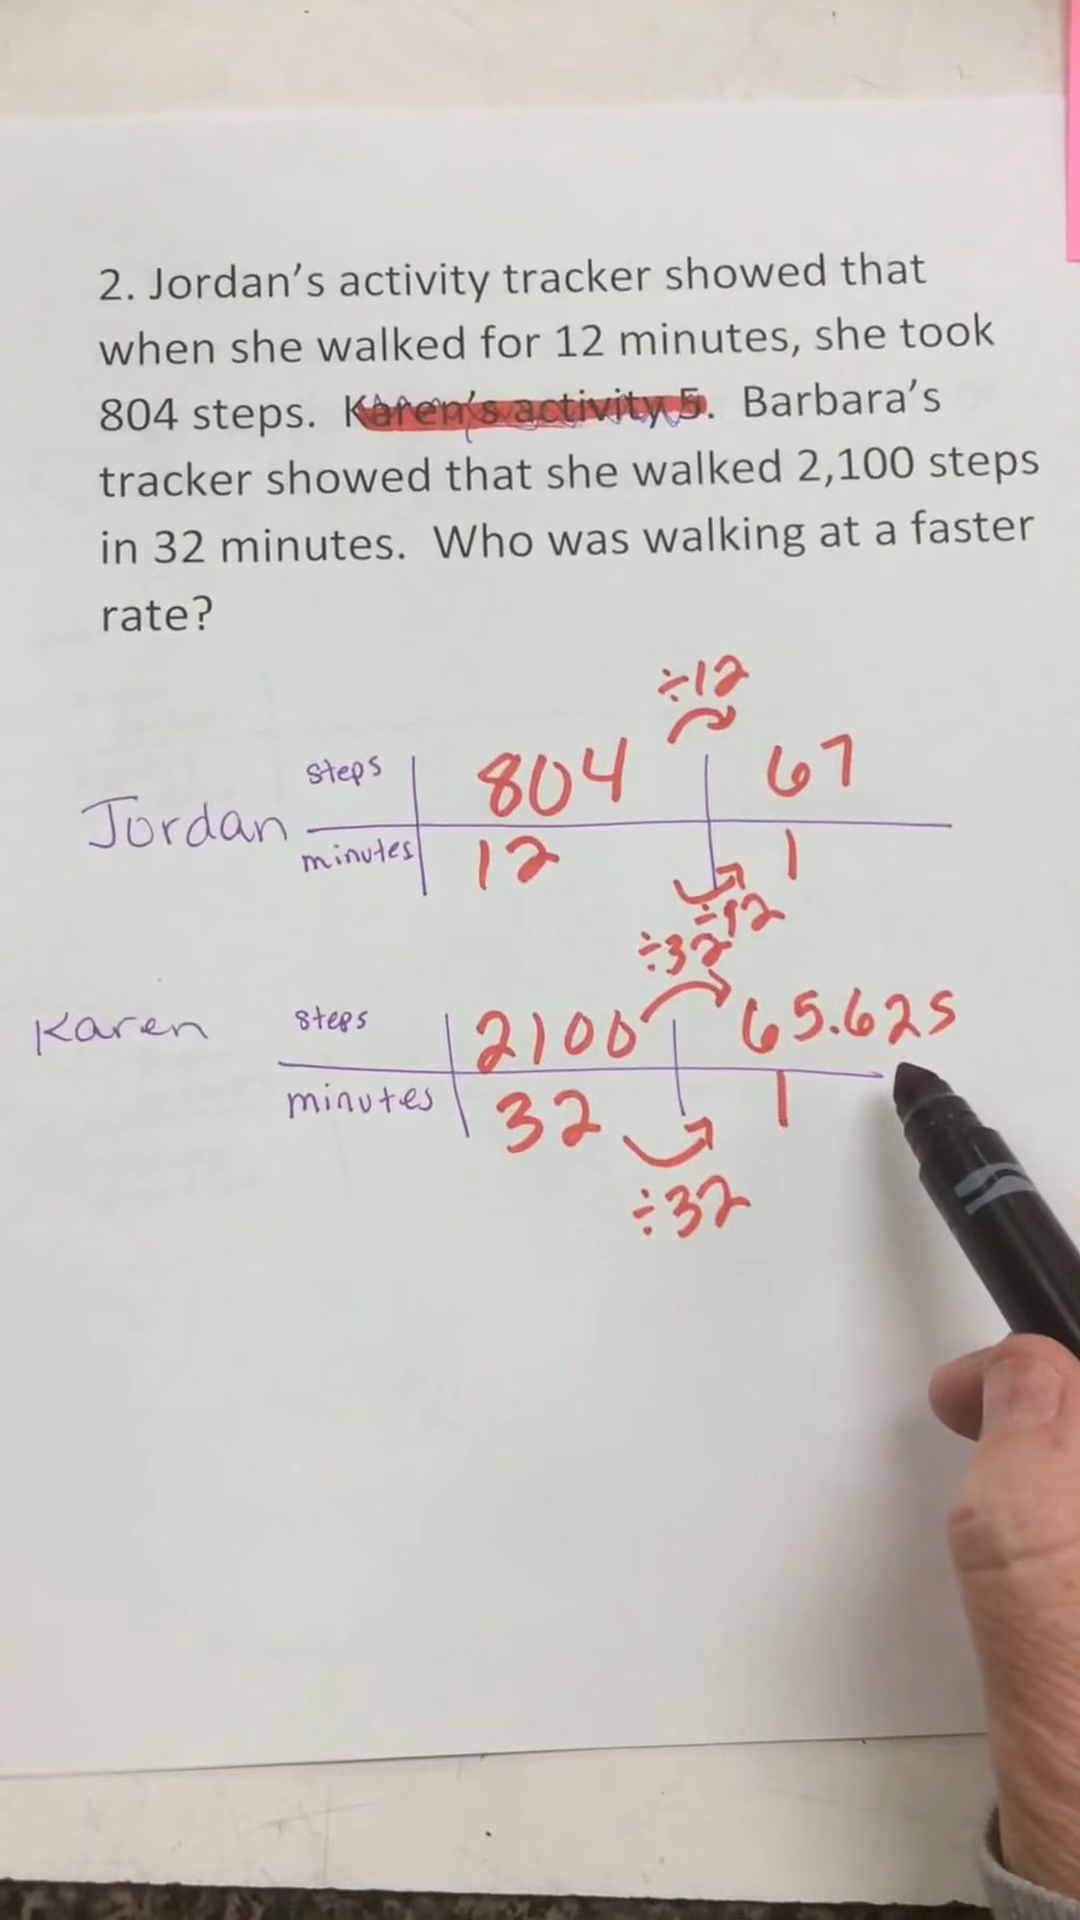 2. Jordan's activity tracker showed that
when she walked for 12 minutes, she took
804 steps. Karen's activity 5. Barbara's
tracker showed that she walked 2,100 steps
in 32 minutes. Who was walking at a faster
rate?
÷12
steps 804 67
Jordan
minutes 12 1
÷12
÷32
Karen steps 2100 65.625
minutes 32 1
÷32